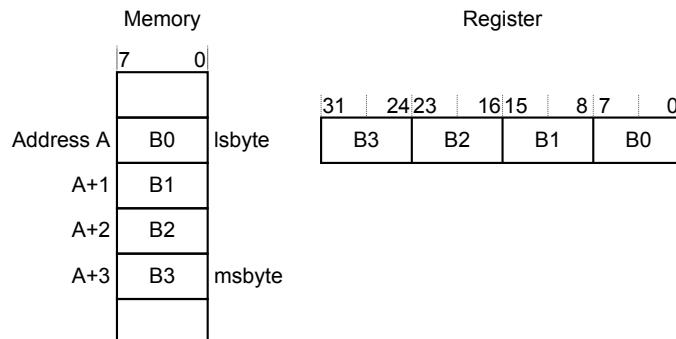 Memory Register
7 0
31 24 23 16 15 8 7 0
Address A B0 lsbyte B3 B2 B1 B0
A+1 B1
A+2 B2
A+3 B3 msbyte